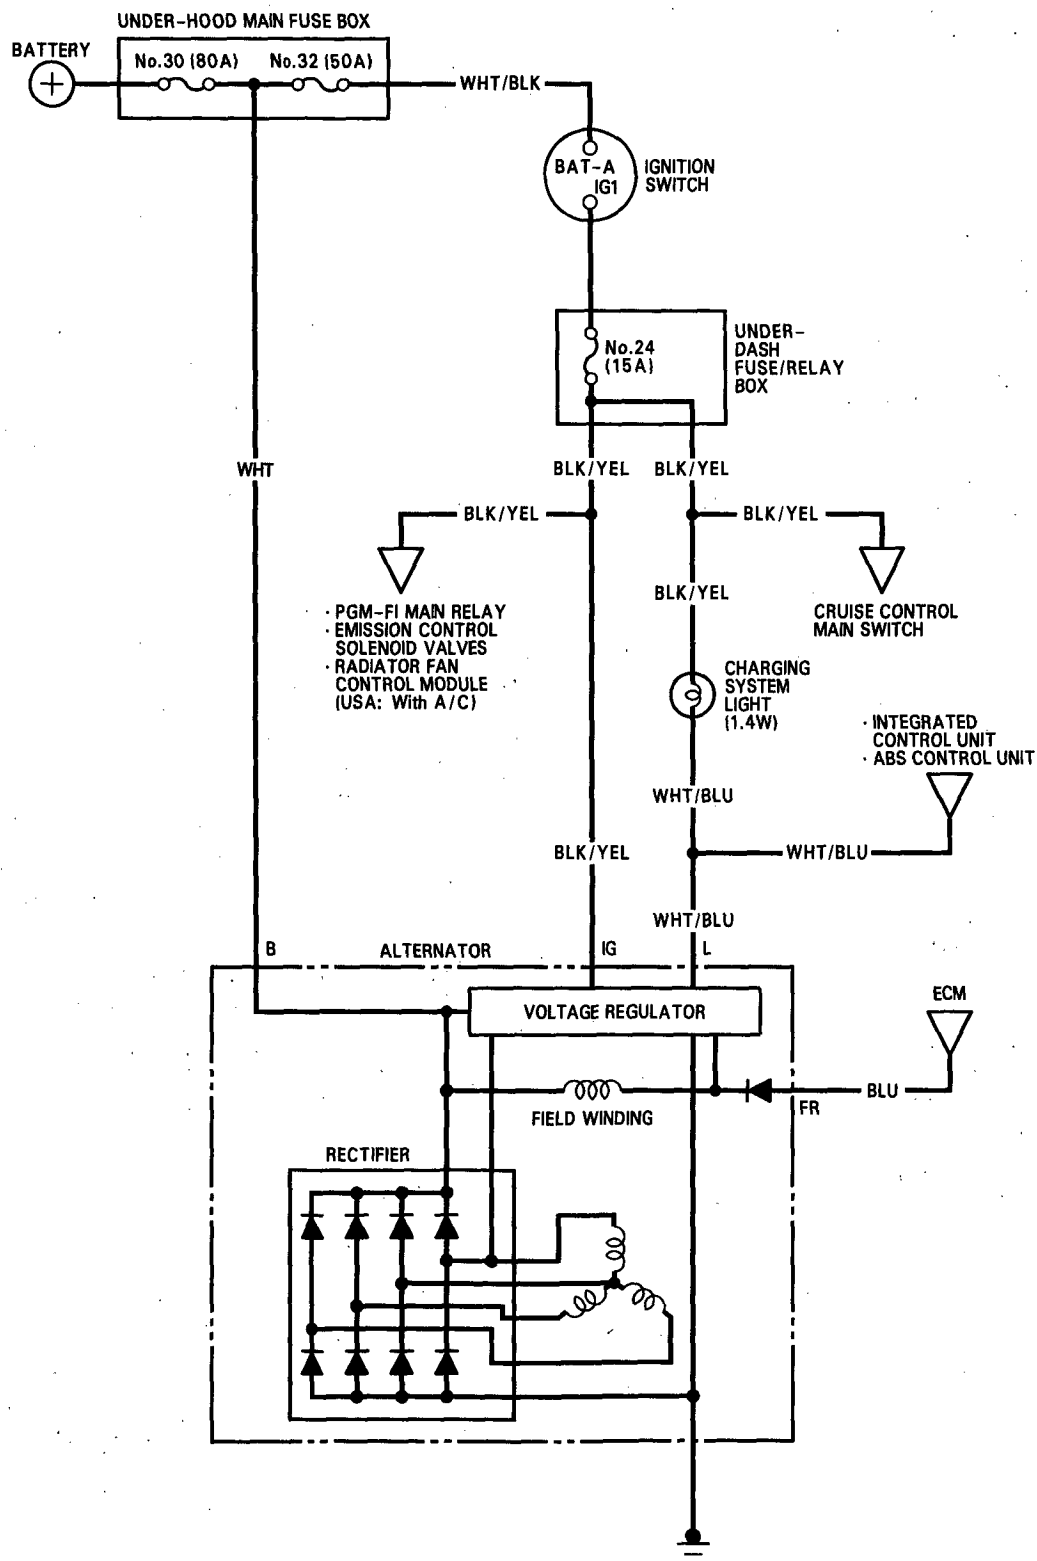 UNDER-HOOD MAIN FUSE BOX
BATTERY
No.30 (80A)
No.32 (50A)
+
WHT/BLK
BAT-A
IG1
IGNITION
SWITCH
No.24
(15A)
UNDER-
DASH
FUSE/RELAY
BOX
WHT
BLK/YEL
BLK/YEL
BLK/YEL
BLK/YEL
BLK/YEL
· PGM-FI MAIN RELAY
· EMISSION CONTROL
SOLENOID VALVES
· RADIATOR FAN
CONTROL MODULE
(USA: With A/C)
CRUISE CONTROL
MAIN SWITCH
CHARGING
SYSTEM
LIGHT
(1.4W)
· INTEGRATED
CONTROL UNIT
· ABS CONTROL UNIT
WHT/BLU
BLK/YEL
WHT/BLU
WHT/BLU
B
ALTERNATOR
IG
L
VOLTAGE REGULATOR
ECM
BLU
FR
FIELD WINDING
RECTIFIER